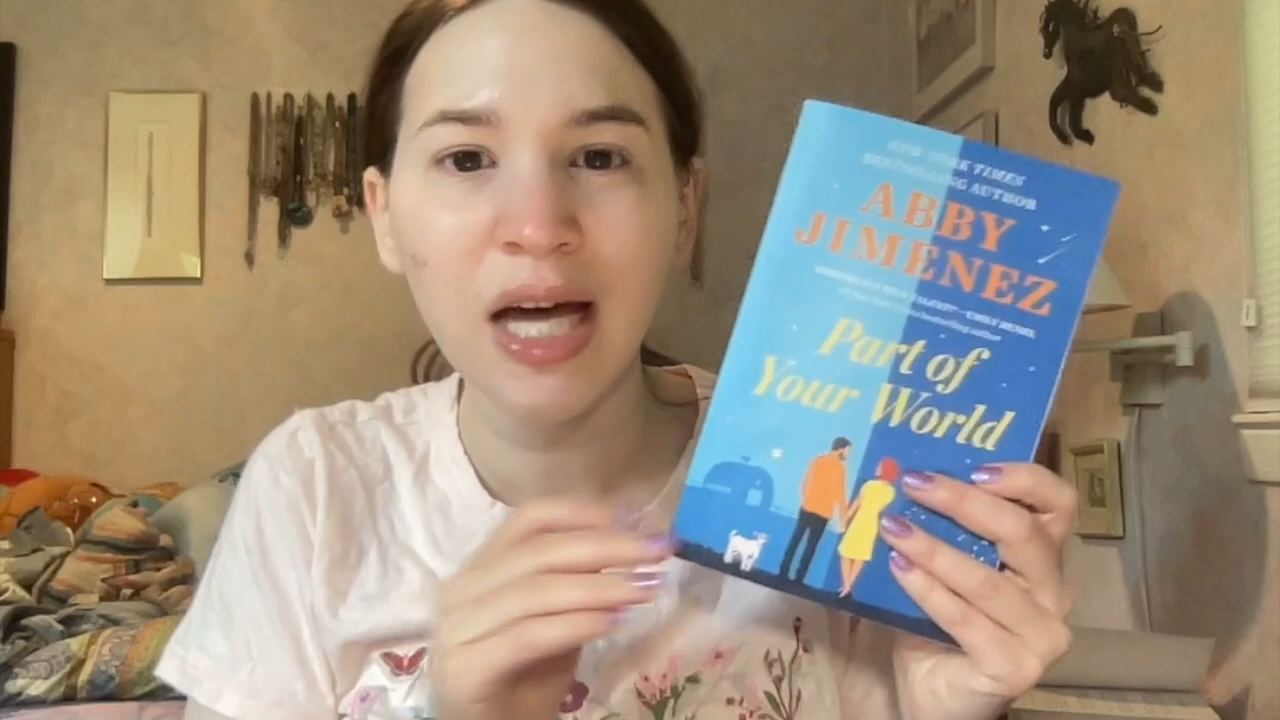 NEW YORK TIMES
BESTSELLING AUTHOR
ABBY
JIMENEZ
Part of
Your World